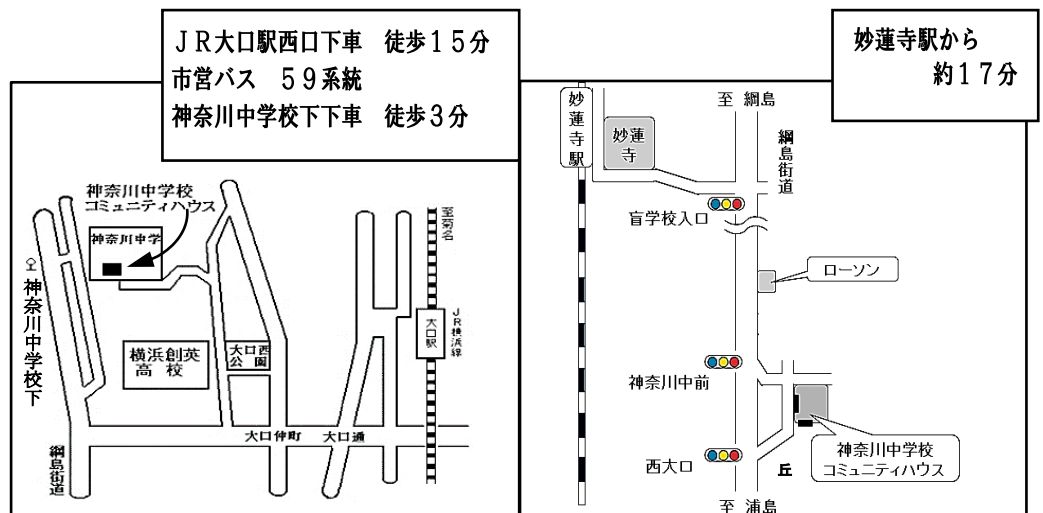 JR大口駅西口下車　徒歩15分
市営バス　59系統
神奈川中学校下下車　徒歩3分
神奈川中学校
コミュニティハウス
神奈川中学
神奈川中学校下
横浜創英
高校
大口西
公園
至菊名
JR横浜線
大口駅
大口仲町
大口通
綱島街道
妙蓮寺駅から
約17分
妙蓮寺駅
妙蓮
寺
至 綱島
綱島街道
盲学校入口
ローソン
神奈川中前
西大口
丘
神奈川中学校
コミュニティハウス
至 浦島